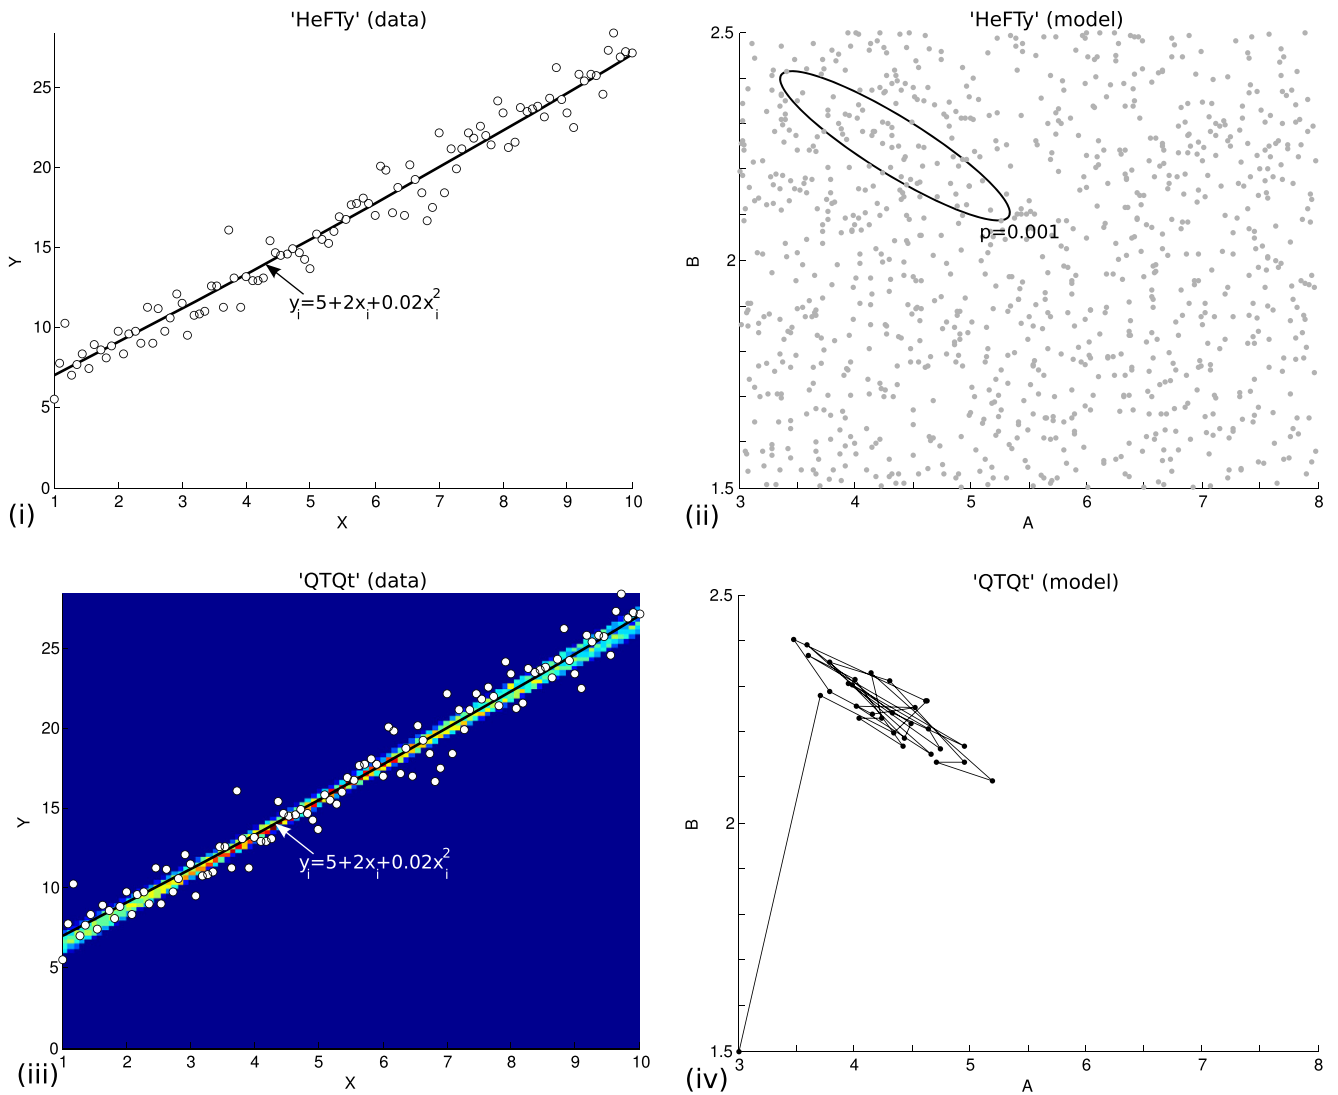 'HeFTy' (data)
25
20
15
10
5
0
Y
1 2 3 4 5 6 7 8 9 10
X
y_i=5+2x_i+0.02x_i^2
(i)
'HeFTy' (model)
2.5
2
1.5
B
3 4 5 6 7 8
A
p=0.001
(ii)
'QTQt' (data)
25
20
15
10
5
0
Y
1 2 3 4 5 6 7 8 9 10
X
y_i=5+2x_i+0.02x_i^2
(iii)
'QTQt' (model)
2.5
2
1.5
B
3 4 5 6 7 8
A
(iv)